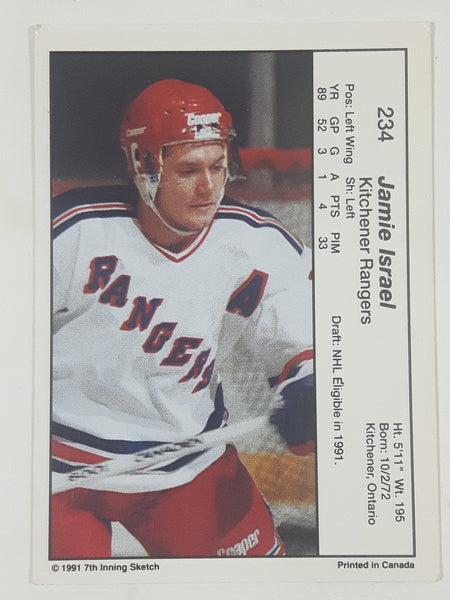 234 Jamie Israel
Kitchener Rangers
Pos: Left Wing Sh: Left
YR GP G A PTS PIM
89 52 3 1 4 33
Draft: NHL Eligible in 1991.
Ht. 5'11" Wt. 195
Born: 10/2/72
Kitchener, Ontario
Cooper
Cooper
A
RANGERS
Cooper
© 1991 7th Inning Sketch
Printed in Canada